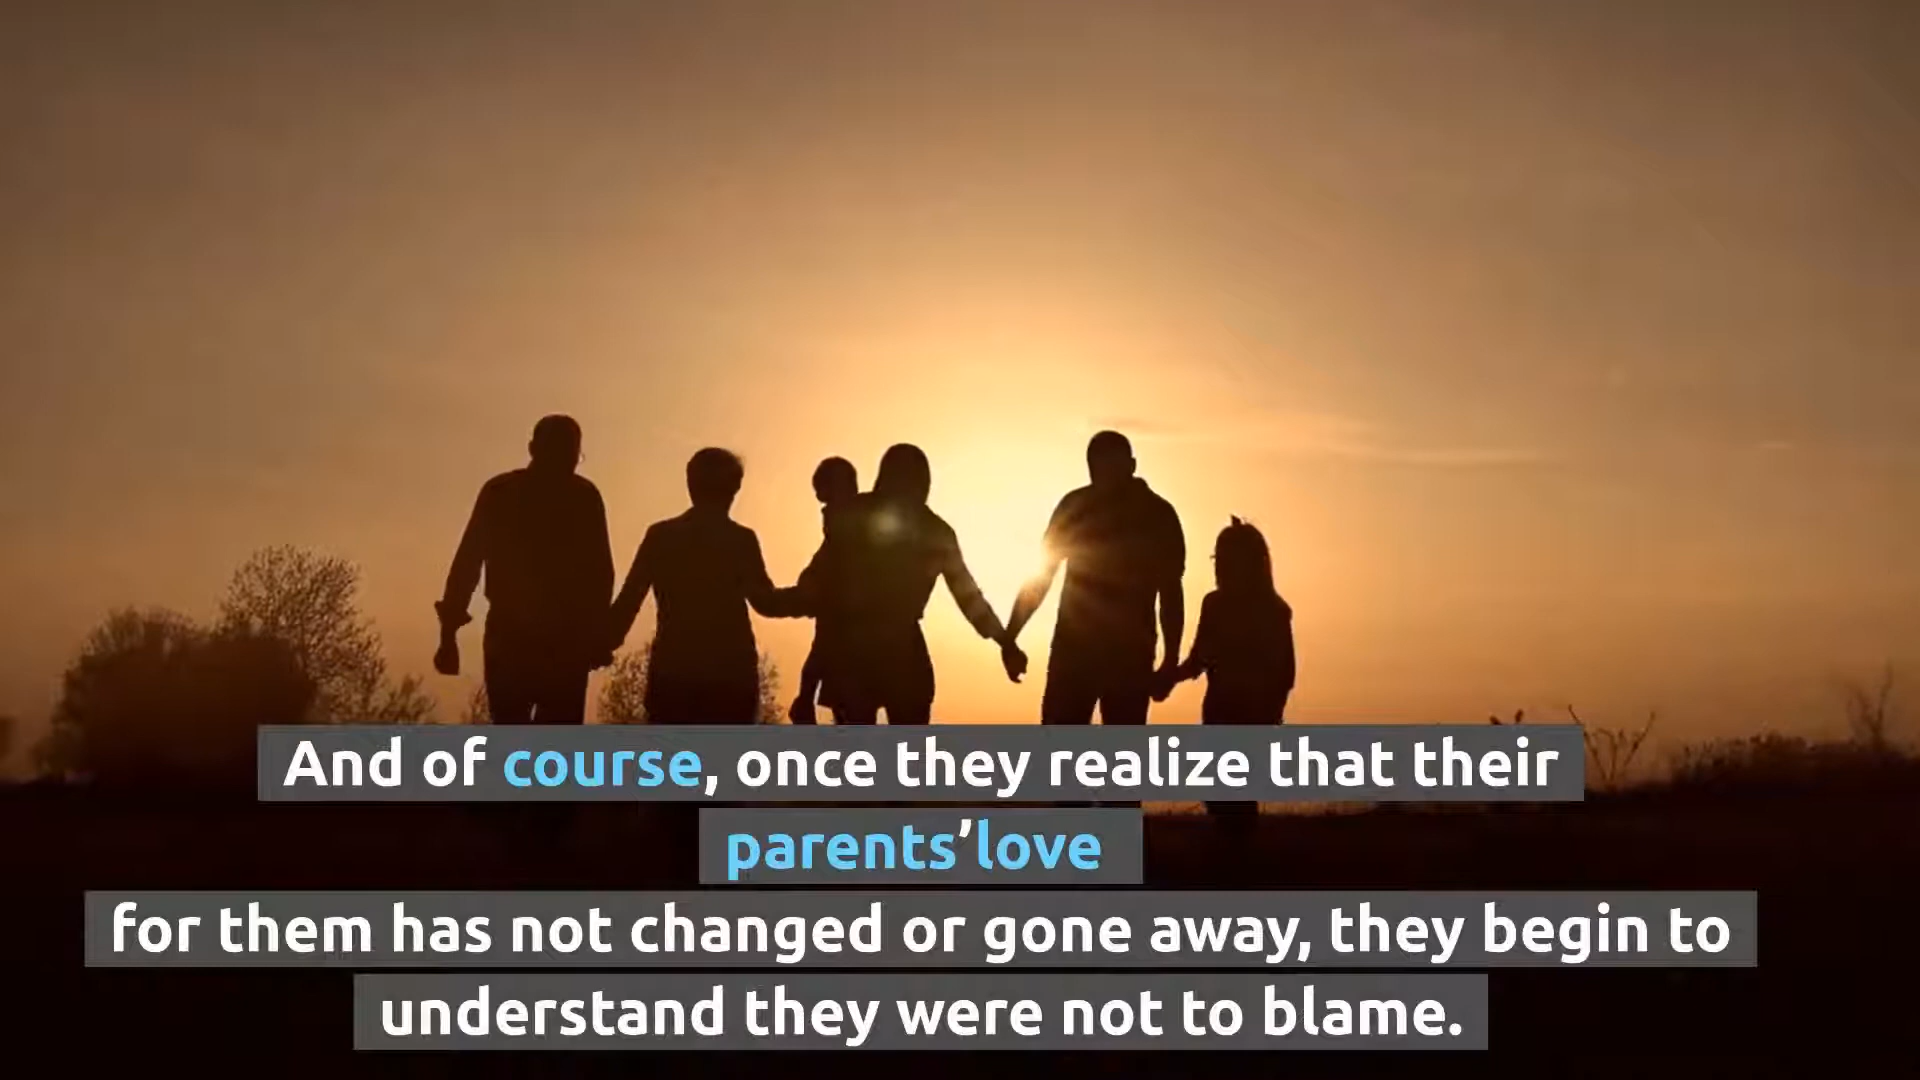 And of course, once they realize that their
parents’love
for them has not changed or gone away, they begin to
understand they were not to blame.